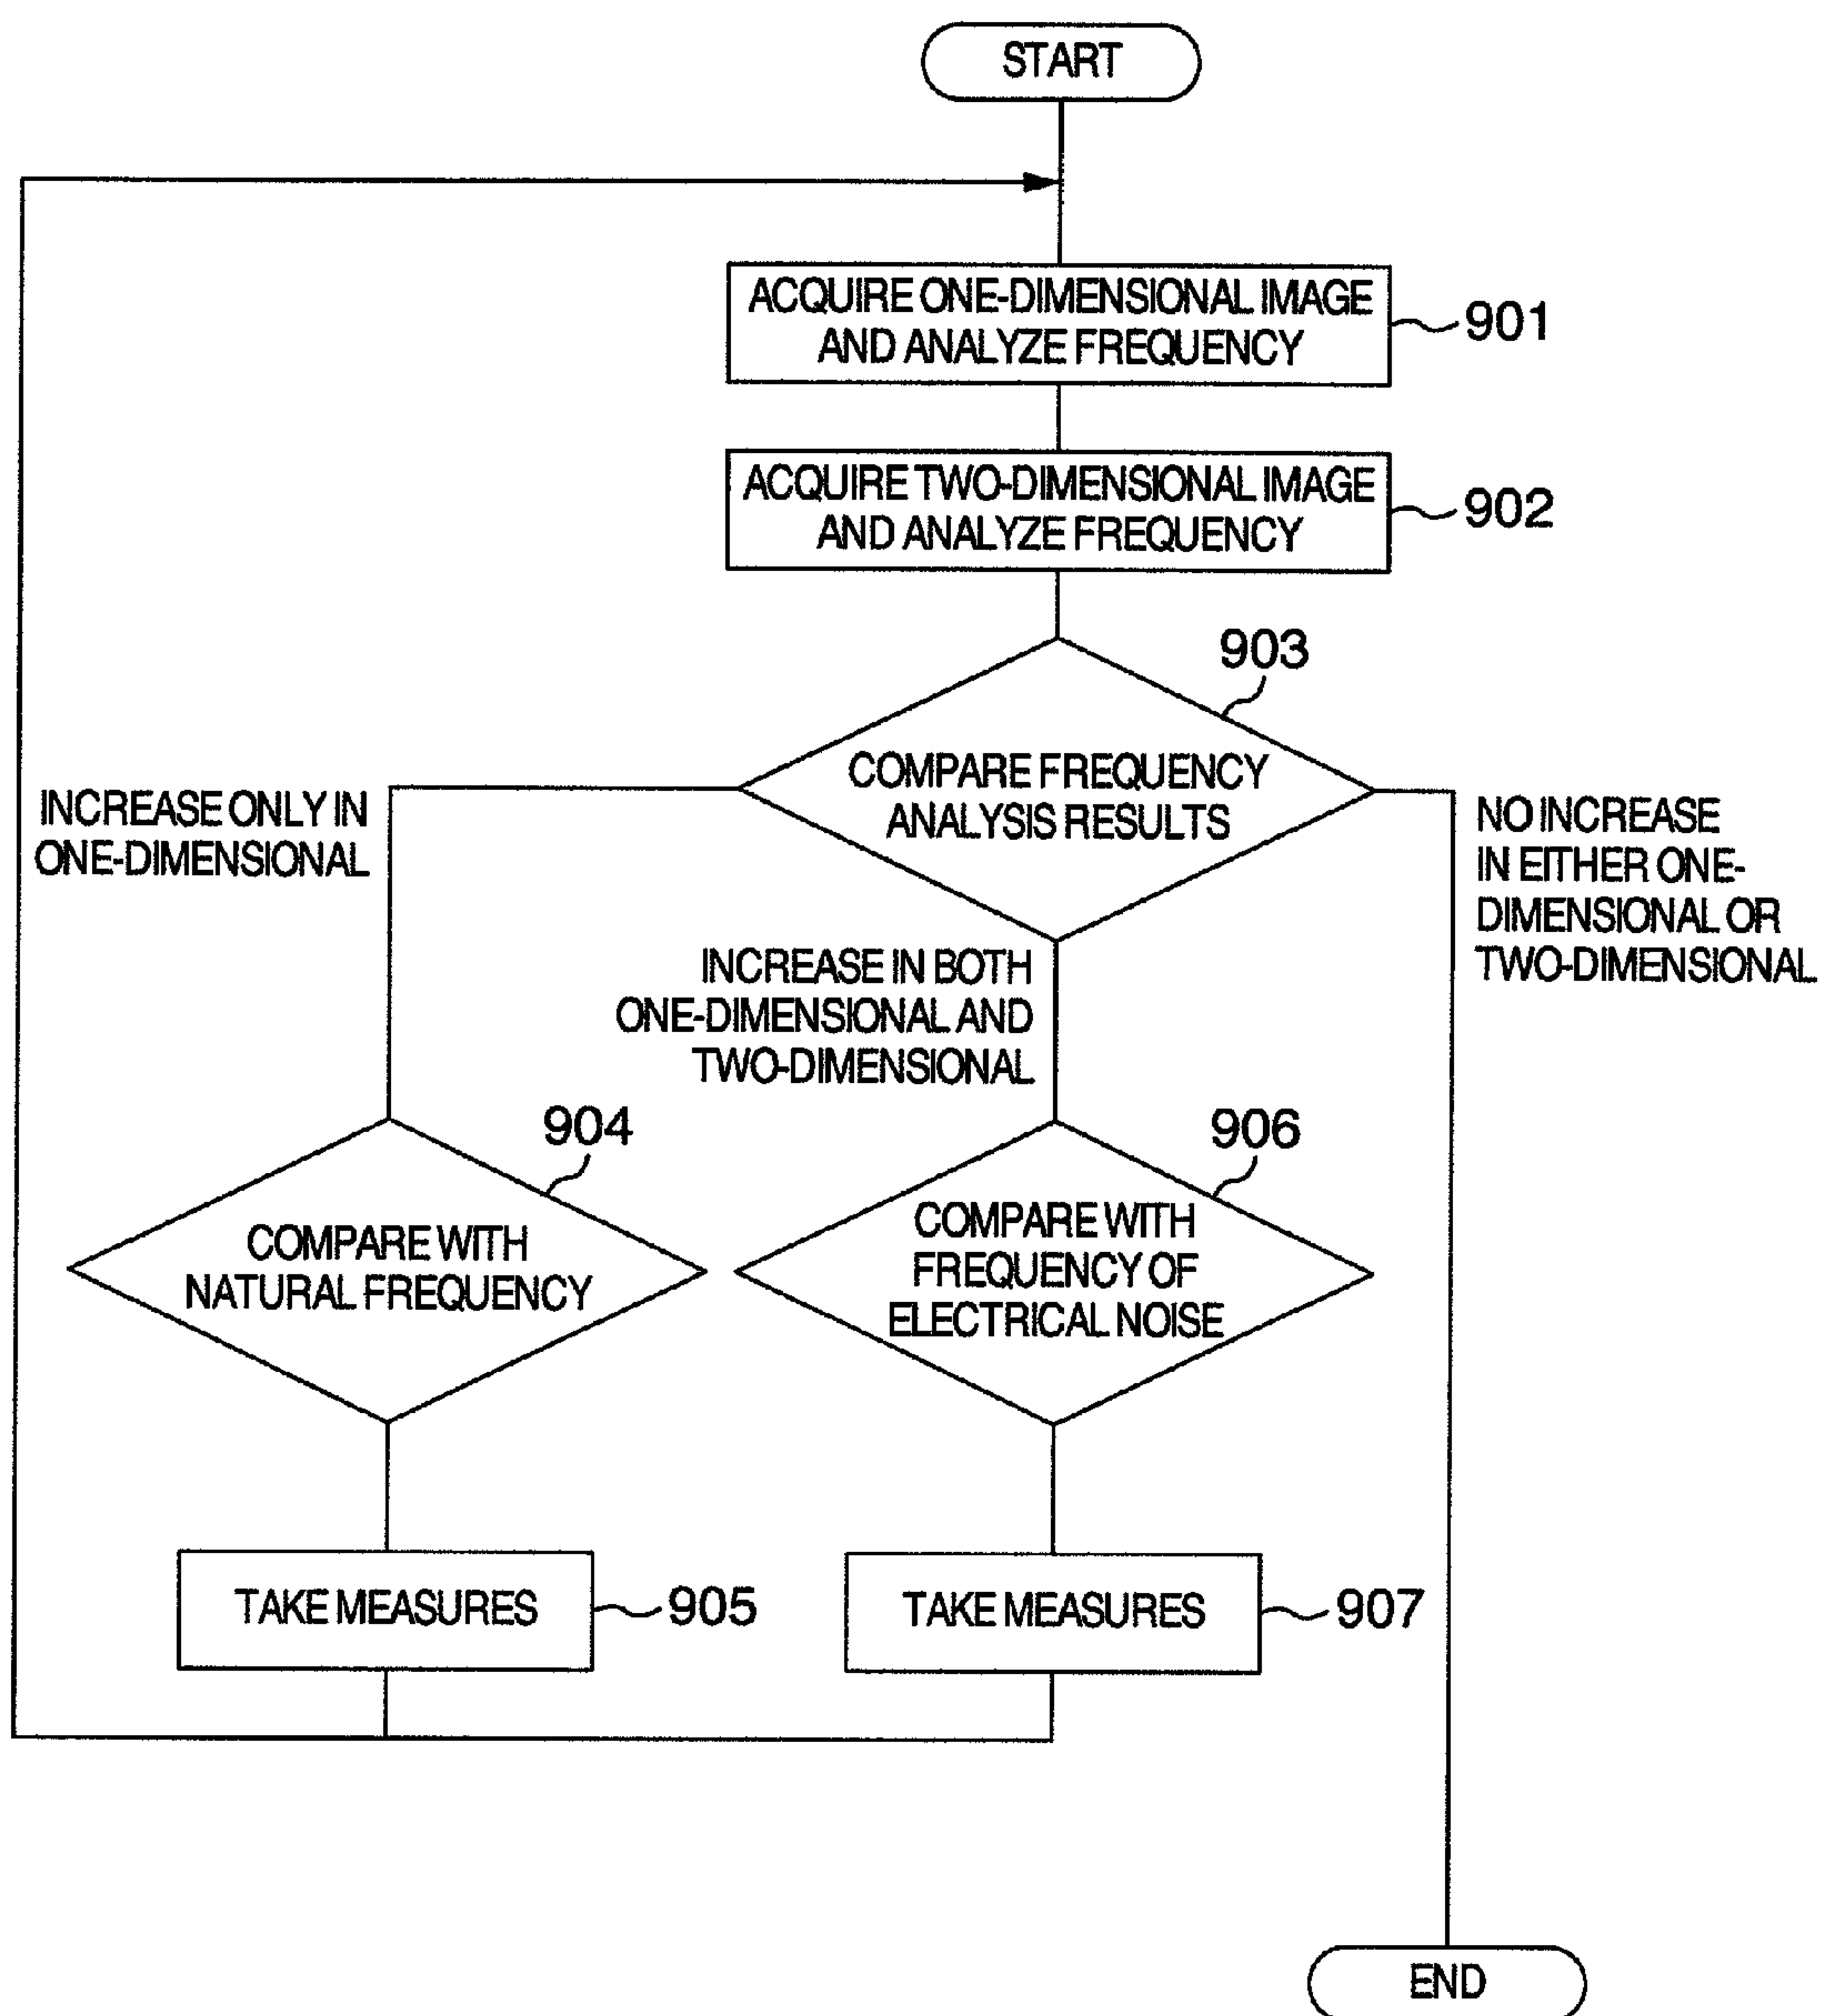 START
ACQUIRE ONE-DIMENSIONAL IMAGE
AND ANALYZE FREQUENCY
901
ACQUIRE TWO-DIMENSIONAL IMAGE
AND ANALYZE FREQUENCY
902
903
COMPARE FREQUENCY
ANALYSIS RESULTS
INCREASE ONLY IN
ONE-DIMENSIONAL
NO INCREASE
IN EITHER ONE-
DIMENSIONAL OR
TWO-DIMENSIONAL
INCREASE IN BOTH
ONE-DIMENSIONAL AND
TWO-DIMENSIONAL
904
COMPARE WITH
NATURAL FREQUENCY
906
COMPARE WITH
FREQUENCY OF
ELECTRICAL NOISE
TAKE MEASURES
905
TAKE MEASURES
907
END